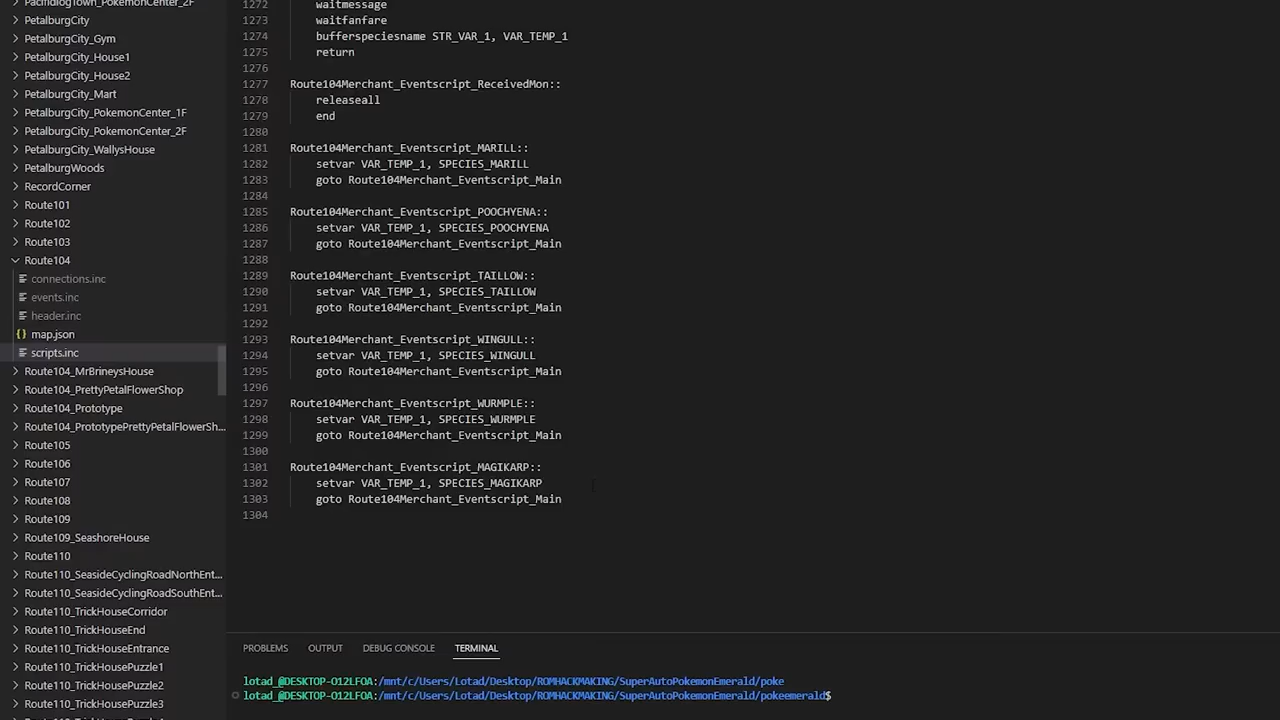 PacifidlogTown_PokemonCenter_2F
PetalburgCity
PetalburgCity_Gym
PetalburgCity_House1
PetalburgCity_House2
PetalburgCity_Mart
PetalburgCity_PokemonCenter_1F
PetalburgCity_PokemonCenter_2F
PetalburgCity_WallysHouse
PetalburgWoods
RecordCorner
Route101
Route102
Route103
Route104
connections.inc
events.inc
header.inc
{} map.json
scripts.inc
Route104_MrBrineysHouse
Route104_PrettyPetalFlowerShop
Route104_Prototype
Route104_PrototypePrettyPetalFlowerSh...
Route105
Route106
Route107
Route108
Route109
Route109_SeashoreHouse
Route110
Route110_SeasideCyclingRoadNorthEnt...
Route110_SeasideCyclingRoadSouthEnt...
Route110_TrickHouseCorridor
Route110_TrickHouseEnd
Route110_TrickHouseEntrance
Route110_TrickHousePuzzle1
Route110_TrickHousePuzzle2
Route110_TrickHousePuzzle3
1272 waitmessage
1273 waitfanfare
1274 bufferspeciesname STR_VAR_1, VAR_TEMP_1
1275 return
1276
1277 Route104Merchant_Eventscript_ReceivedMon::
1278 releaseall
1279 end
1280
1281 Route104Merchant_Eventscript_MARILL::
1282 setvar VAR_TEMP_1, SPECIES_MARILL
1283 goto Route104Merchant_Eventscript_Main
1284
1285 Route104Merchant_Eventscript_POOCHYENA::
1286 setvar VAR_TEMP_1, SPECIES_POOCHYENA
1287 goto Route104Merchant_Eventscript_Main
1288
1289 Route104Merchant_Eventscript_TAILLOW::
1290 setvar VAR_TEMP_1, SPECIES_TAILLOW
1291 goto Route104Merchant_Eventscript_Main
1292
1293 Route104Merchant_Eventscript_WINGULL::
1294 setvar VAR_TEMP_1, SPECIES_WINGULL
1295 goto Route104Merchant_Eventscript_Main
1296
1297 Route104Merchant_Eventscript_WURMPLE::
1298 setvar VAR_TEMP_1, SPECIES_WURMPLE
1299 goto Route104Merchant_Eventscript_Main
1300
1301 Route104Merchant_Eventscript_MAGIKARP::
1302 setvar VAR_TEMP_1, SPECIES_MAGIKARP
1303 goto Route104Merchant_Eventscript_Main
1304
PROBLEMS OUTPUT DEBUG CONSOLE TERMINAL
lotad_@DESKTOP-O12LFOA:/mnt/c/Users/Lotad/Desktop/ROMHACKMAKING/SuperAutoPokemonEmerald/poke
lotad_@DESKTOP-O12LFOA:/mnt/c/Users/Lotad/Desktop/ROMHACKMAKING/SuperAutoPokemonEmerald/pokeemerald$